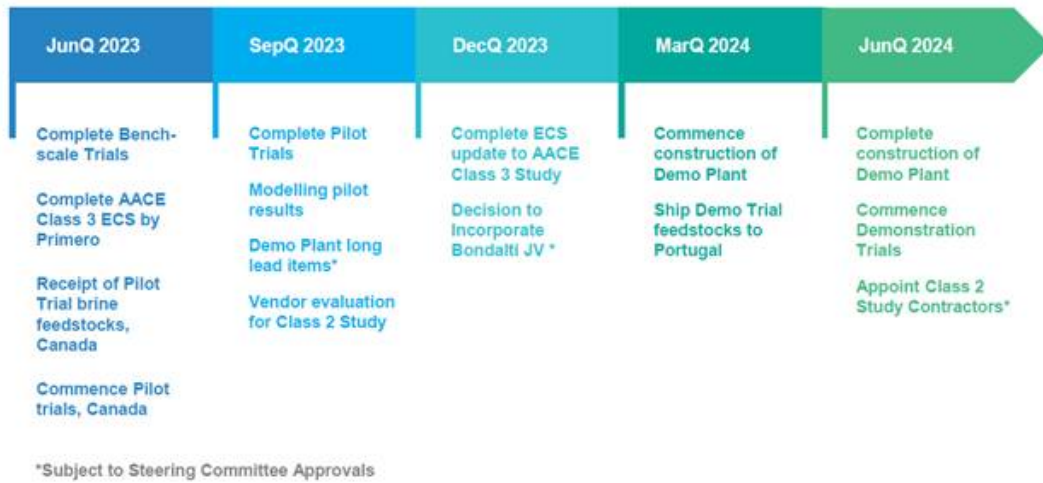 JunQ 2023
SepQ 2023
DecQ 2023
MarQ 2024
JunQ 2024
Complete Bench-
scale Trials
Complete AACE
Class 3 ECS by
Primero
Receipt of Pilot
Trial brine
feedstocks,
Canada
Commence Pilot
trials, Canada
Complete Pilot
Trials
Modelling pilot
results
Demo Plant long
lead items*
Vendor evaluation
for Class 2 Study
Complete ECS
update to AACE
Class 3 Study
Decision to
Incorporate
Bondalti JV *
Commence
construction of
Demo Plant
Ship Demo Trial
feedstocks to
Portugal
Complete
construction of
Demo Plant
Commence
Demonstration
Trials
Appoint Class 2
Study Contractors*
*Subject to Steering Committee Approvals